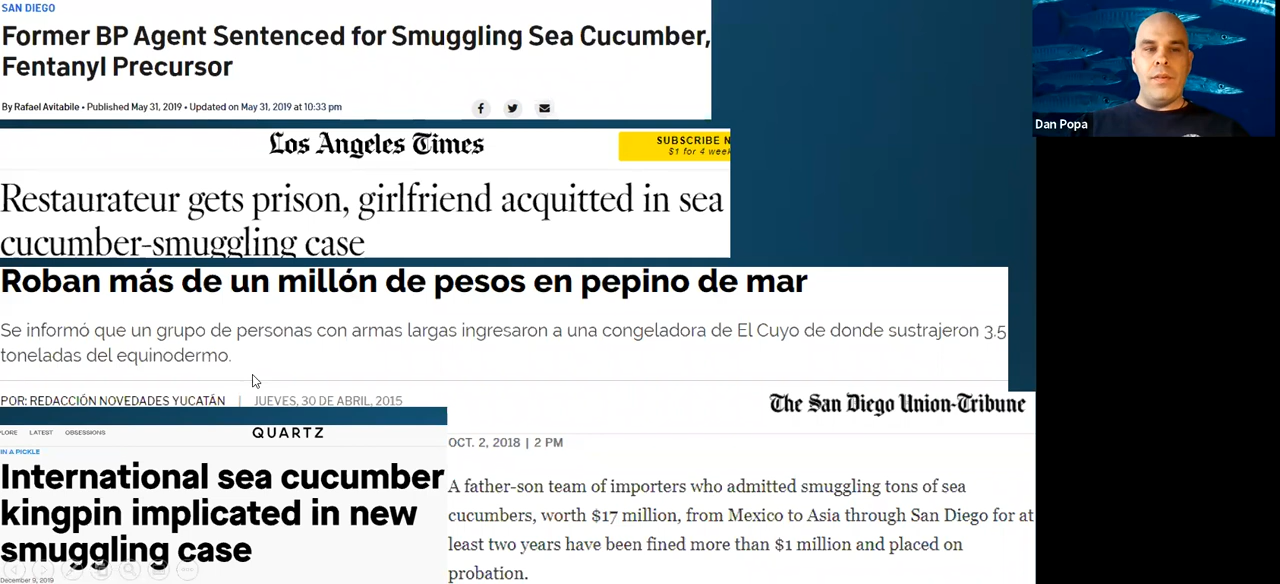 SAN DIEGO
Former BP Agent Sentenced for Smuggling Sea Cucumber,
Fentanyl Precursor
By Rafael Avitabile • Published May 31, 2019 • Updated on May 31, 2019 at 10:33 pm
Dan Popa
Los Angeles Times
SUBSCRIBE N
$1 for 4 week
Restaurateur gets prison, girlfriend acquitted in sea
cucumber-smuggling case
Roban más de un millón de pesos en pepino de mar
Se informó que un grupo de personas con armas largas ingresaron a una congeladora de El Cuyo de donde sustrajeron 3.5
toneladas del equinodermo.
POR: REDACCIÓN NOVEDADES YUCATÁN | JUEVES, 30 DE ABRIL, 2015
The San Diego Union-Tribune
PLORE LATEST OBSESSIONS QUARTZ
IN A PICKLE
International sea cucumber
kingpin implicated in new
smuggling case
December 9, 2019
OCT. 2, 2018 | 2 PM
A father-son team of importers who admitted smuggling tons of sea
cucumbers, worth $17 million, from Mexico to Asia through San Diego for at
least two years have been fined more than $1 million and placed on
probation.